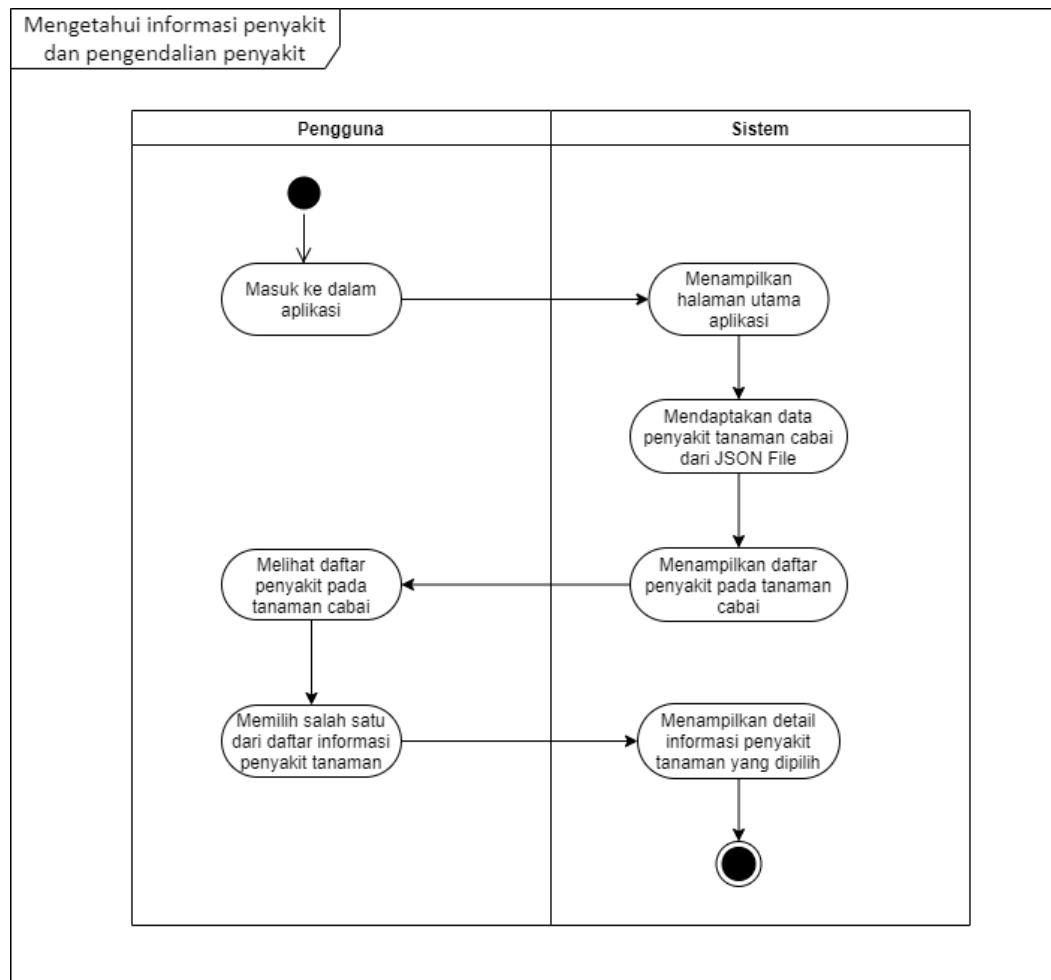 Mengetahui informasi penyakit
dan pengendalian penyakit
Pengguna
Sistem
Masuk ke dalam
aplikasi
Menampilkan
halaman utama
aplikasi
Mendaptakan data
penyakit tanaman cabai
dari JSON File
Menampilkan daftar
penyakit pada tanaman
cabai
Melihat daftar
penyakit pada
tanaman cabai
Memilih salah satu
dari daftar informasi
penyakit tanaman
Menampilkan detail
informasi penyakit
tanaman yang dipilih